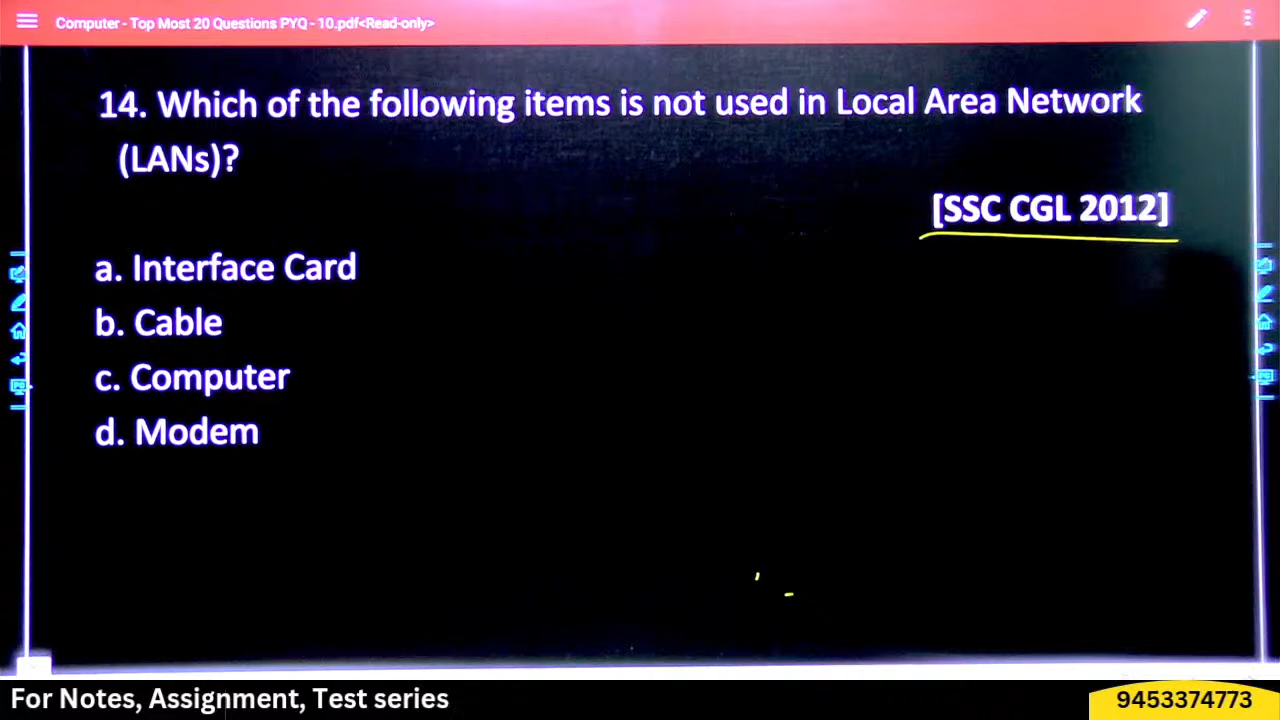 Computer - Top Most 20 Questions PYQ - 10.pdf<Read-only>
14. Which of the following items is not used in Local Area Network
(LANs)?
[SSC CGL 2012]
a. Interface Card
b. Cable
c. Computer
d. Modem
For Notes, Assignment, Test series
9453374773